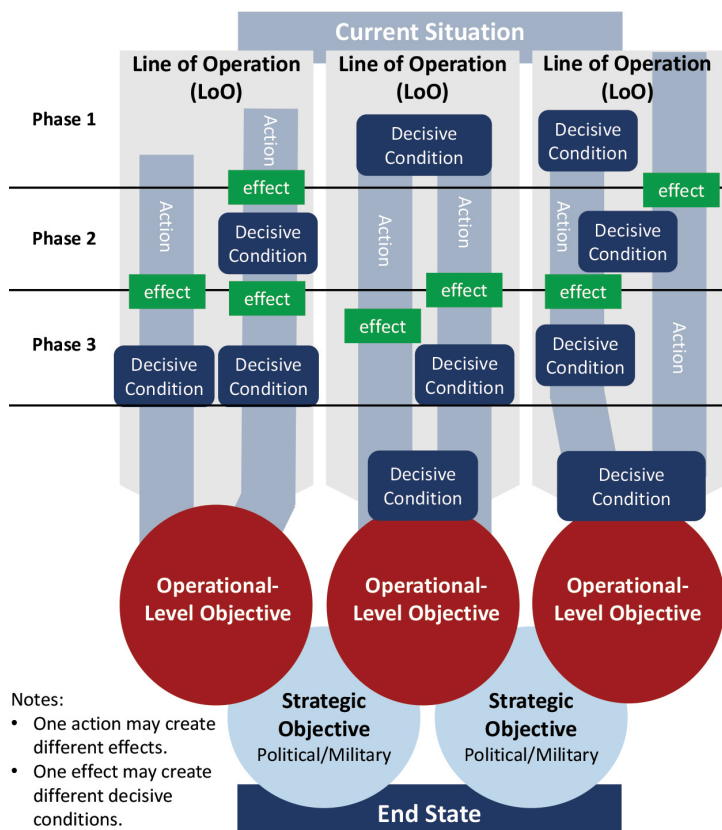 Current Situation
Line of Operation
(LoO)
Line of Operation
(LoO)
Line of Operation
(LoO)
Phase 1
Action
Decisive
Condition
Decisive
Condition
effect
effect
Phase 2
Action
Decisive
Condition
Action
Action
Action
Decisive
Condition
effect
effect
effect
effect
effect
Phase 3
Decisive
Condition
Decisive
Condition
Decisive
Condition
Decisive
Condition
Action
Decisive
Condition
Decisive
Condition
Operational-
Level Objective
Operational-
Level Objective
Operational-
Level Objective
Strategic
Objective
Political/Military
Strategic
Objective
Political/Military
Notes:
• One action may create
different effects.
• One effect may create
different decisive
conditions.
End State